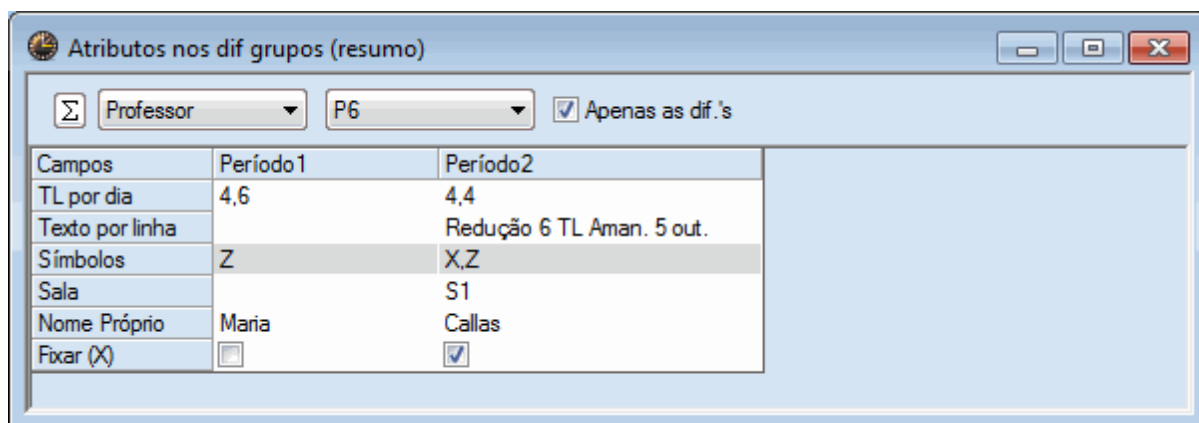 Atributos nos dif grupos (resumo)
Σ Professor P6 Apenas as dif.'s
Campos Período1 Período2
TL por dia 4,6 4,4
Texto por linha Redução 6 TL Aman. 5 out.
Símbolos Z X,Z
Sala S1
Nome Próprio Maria Callas
Fixar (X)